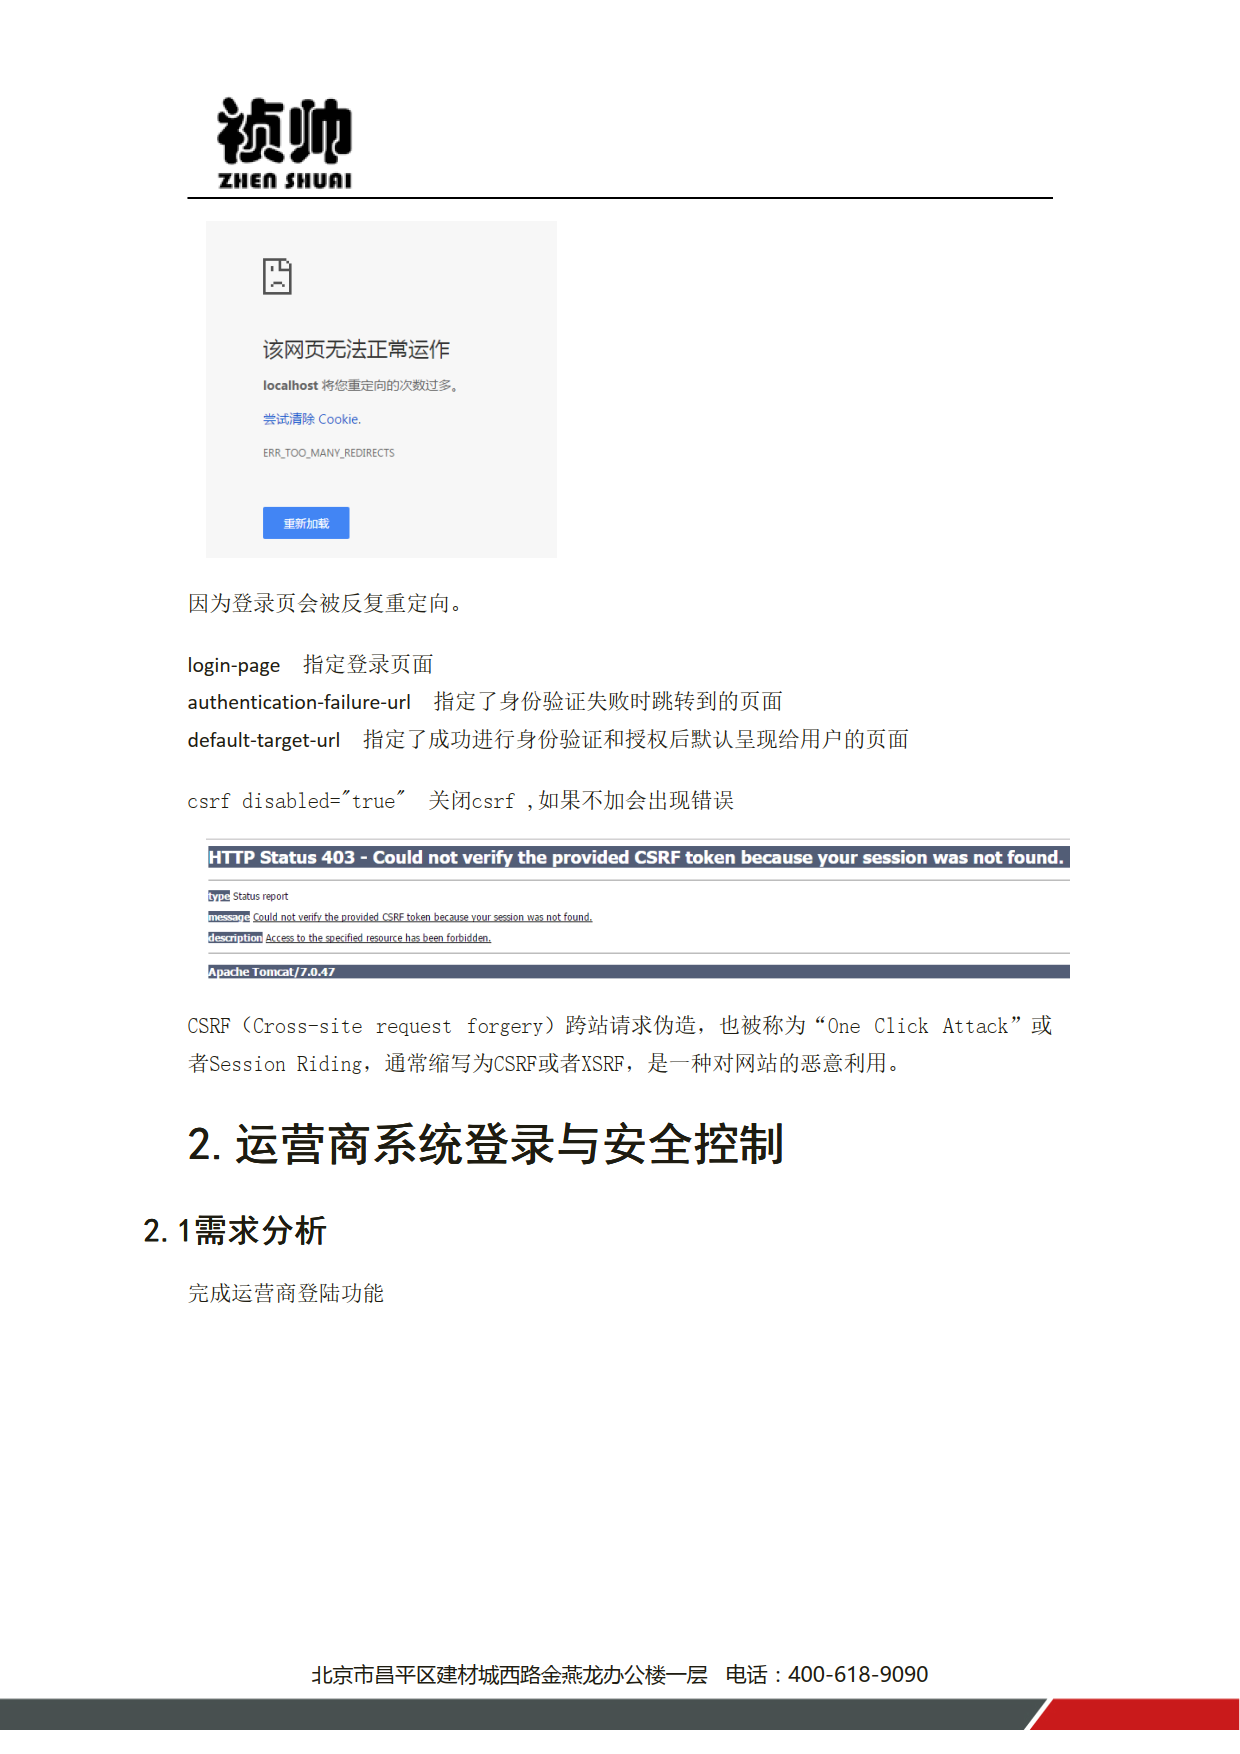 祯帅
ZHEN SHUAI
该网页无法正常运作
localhost 将您重定向的次数过多。
尝试清除 Cookie.
ERR_TOO_MANY_REDIRECTS
重新加载
因为登录页会被反复重定向。
login-page 指定登录页面
authentication-failure-url 指定了身份验证失败时跳转到的页面
default-target-url 指定了成功进行身份验证和授权后默认呈现给用户的页面
csrf disabled="true" 关闭csrf ,如果不加会出现错误
HTTP Status 403 - Could not verify the provided CSRF token because your session was not found.
type Status report
message Could not verify the provided CSRF token because your session was not found.
description Access to the specified resource has been forbidden.
Apache Tomcat/7.0.47
CSRF（Cross-site request forgery）跨站请求伪造，也被称为“One Click Attack”或
者Session Riding，通常缩写为CSRF或者XSRF，是一种对网站的恶意利用。
2.运营商系统登录与安全控制
2.1需求分析
完成运营商登陆功能
北京市昌平区建材城西路金燕龙办公楼一层 电话：400-618-9090